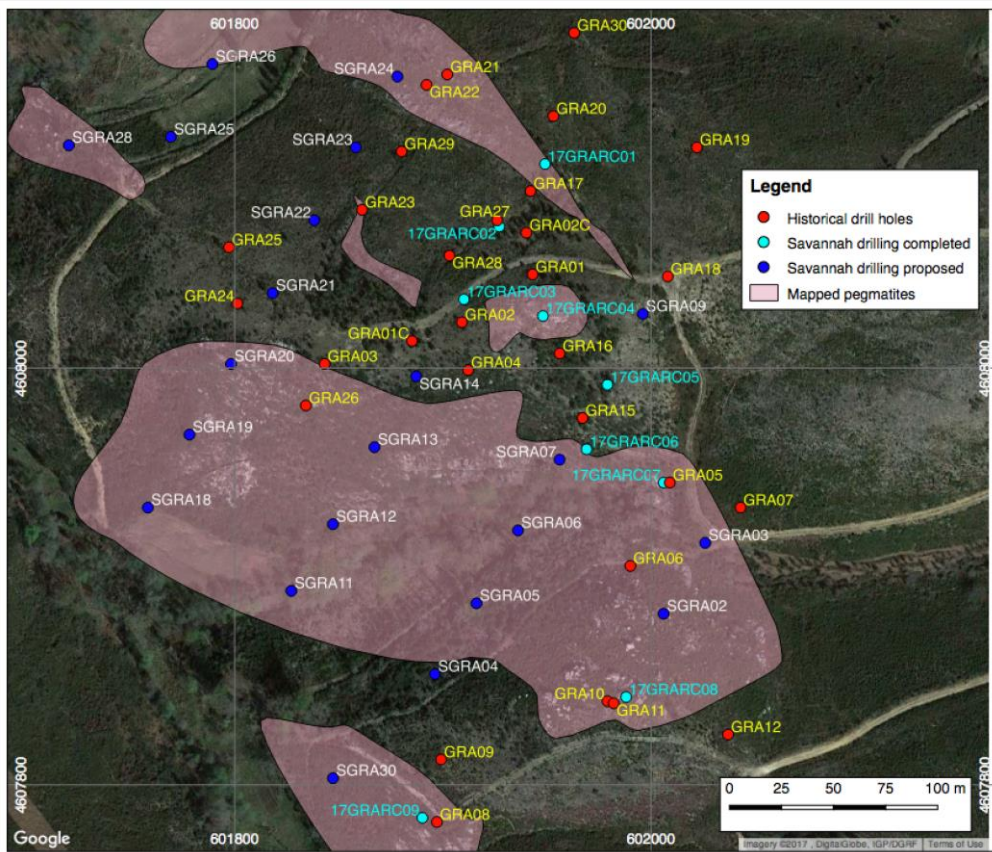 601800
602000
GRA30
SGRA26
SGRA24
GRA21
GRA22
GRA20
SGRA28
SGRA25
SGRA23
GRA29
17GRARC01
GRA19
GRA17
Legend
Historical drill holes
Savannah drilling completed
Savannah drilling proposed
Mapped pegmatites
SGRA22
GRA23
GRA27
17GRARC02
GRA02C
GRA25
GRA28
GRA01
GRA18
SGRA21
GRA24
17GRARC03
17GRARC04
SGRA09
GRA02
GRA01C
GRA16
4608000
4608000
SGRA20
GRA03
GRA04
SGRA14
17GRARC05
GRA26
GRA15
SGRA19
SGRA13
SGRA07
17GRARC06
17GRARC07
GRA05
SGRA18
SGRA12
SGRA06
GRA07
SGRA03
GRA06
SGRA11
SGRA05
SGRA02
SGRA04
GRA10
17GRARC08
GRA11
GRA12
GRA09
4607800
4607800
SGRA30
17GRARC09
GRA08
0 25 50 75 100 m
Google
601800
602000
Imagery ©2017 , DigitalGlobe, IGP/DGRF Terms of Use